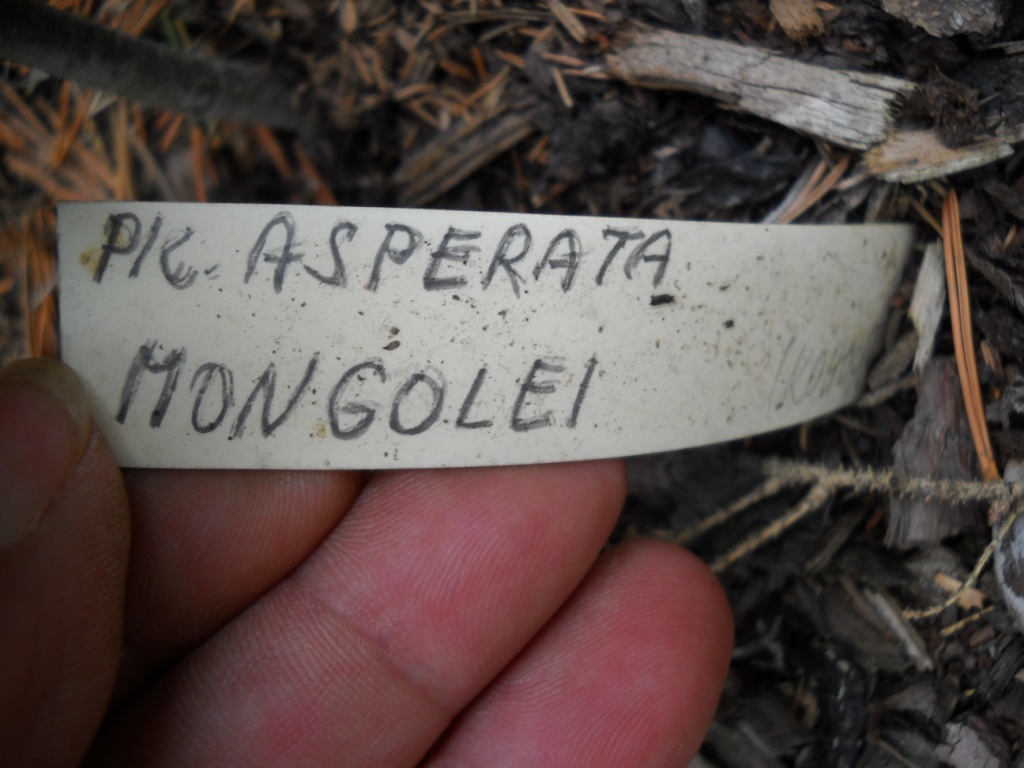 PIC. ASPERATA
MONGOLEI